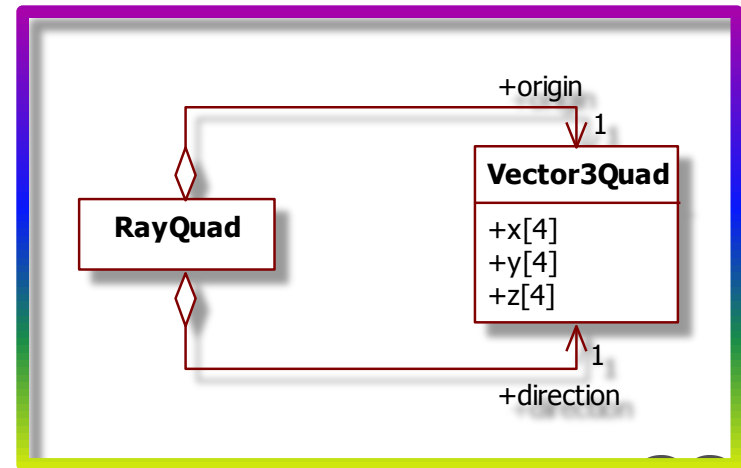 +origin
1
Vector3Quad
RayQuad
+x[4]
+y[4]
+z[4]
1
+direction